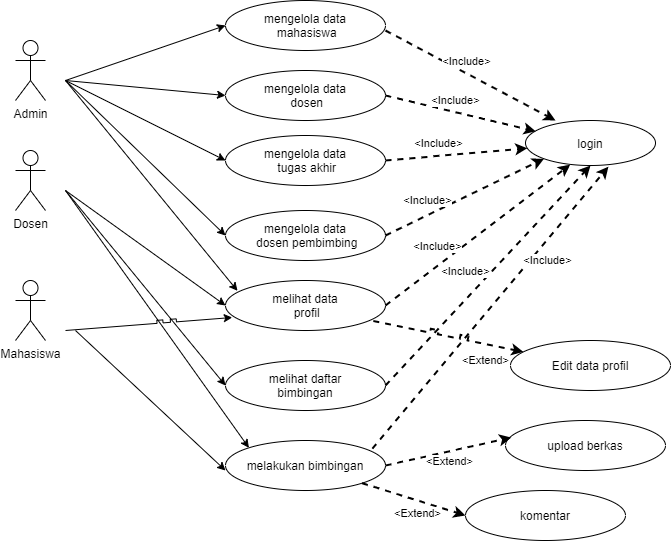 mengelola data
mahasiswa
<Include>
Admin
mengelola data
dosen
<Include>
login
mengelola data
tugas akhir
<Include>
Dosen
mengelola data
dosen pembimbing
<Include>
<Include>
<Include>
<Include>
melihat data
profil
Mahasiswa
<Extend>
Edit data profil
melihat daftar
bimbingan
upload berkas
melakukan bimbingan
<Extend>
<Extend>
komentar